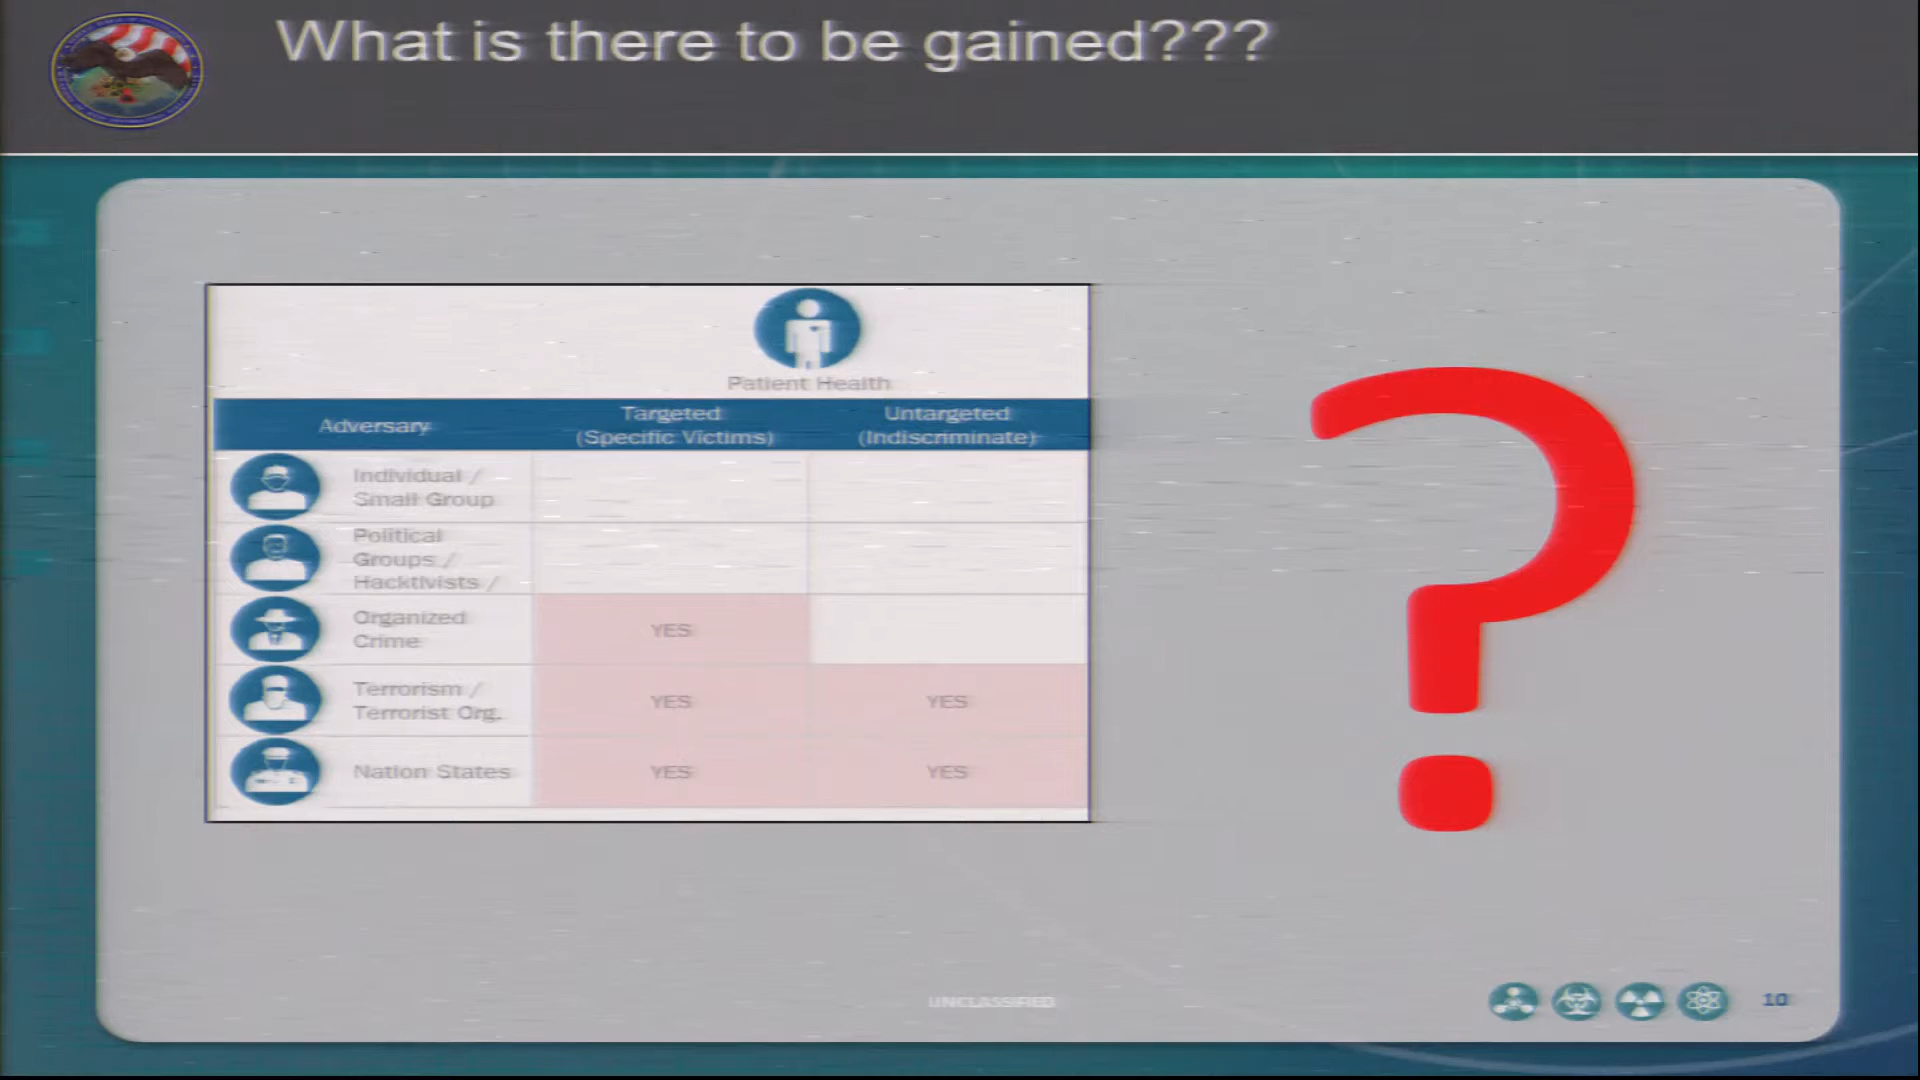 What is there to be gained???
Patient Health
Adversary
Targeted
(Specific Victims)
Untargeted
(Indiscriminate)
Individual /
Small Group
Political
Groups /
Hacktivists /
Organized
Crime
YES
Terrorism /
Terrorist Org.
YES
YES
Nation States
YES
YES
UNCLASSIFIED
10